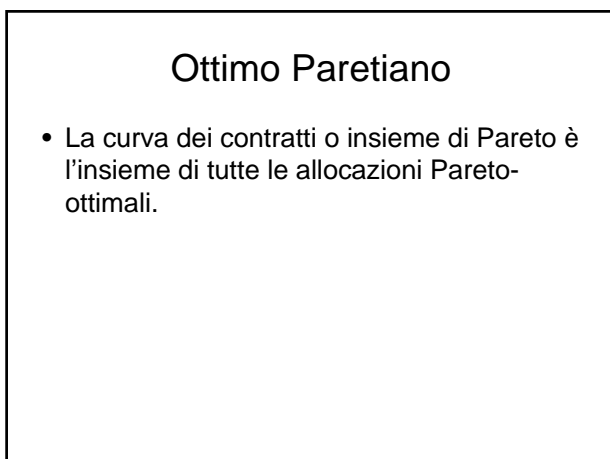 Ottimo Paretiano
• La curva dei contratti o insieme di Pareto è
l’insieme di tutte le allocazioni Pareto-
ottimali.